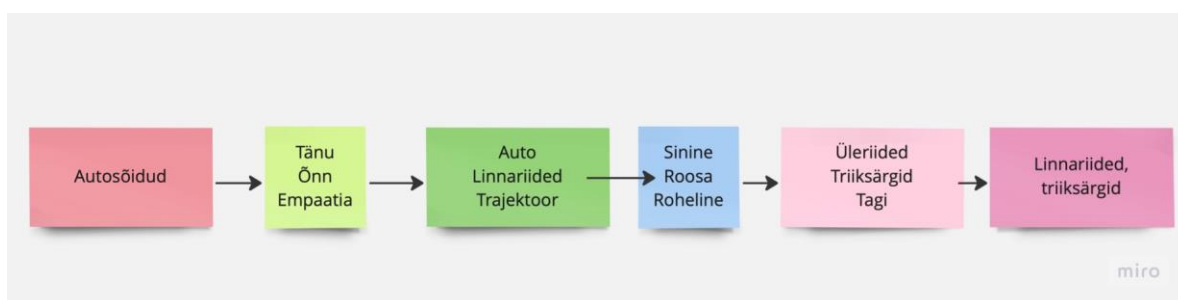 Autosõidud
Tänu
Õnn
Empaatia
Auto
Linnariided
Trajektoor
Sinine
Roosa
Roheline
Üleriided
Triiksärgid
Tagi
Linnariided,
triiksärgid
miro